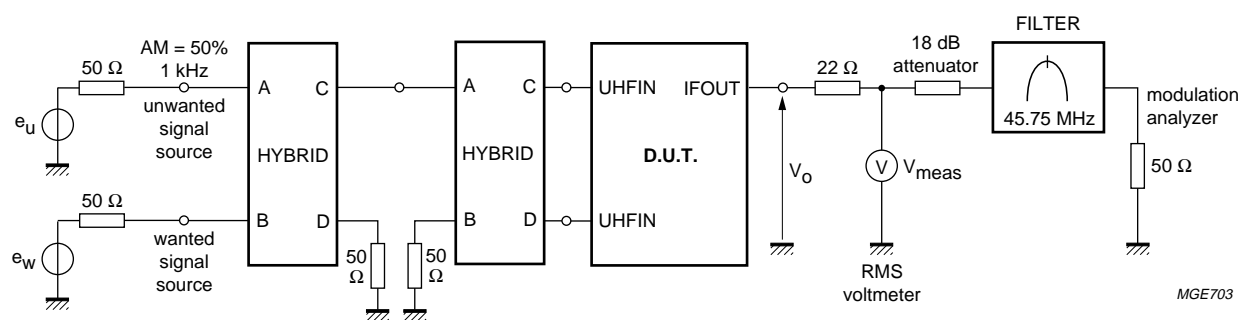 50 Ω
AM = 50%
1 kHz
e_u
unwanted
signal
source
A
C
HYBRID
B
D
50 Ω
e_w
wanted
signal
source
50
Ω
50
Ω
A
C
HYBRID
B
D
UHFIN
IFOUT
D.U.T.
UHFIN
V_o
22 Ω
V
V_meas
RMS
voltmeter
18 dB
attenuator
FILTER
45.75 MHz
modulation
analyzer
50 Ω
MGE703